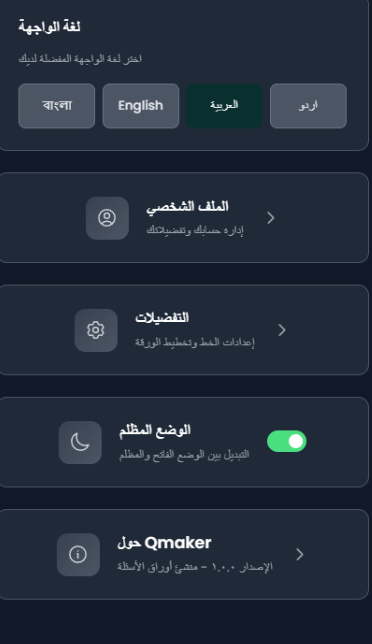 لغة الواجهة
اختر لغة الواجهة المفضلة لديك
বাংলা
English
العربية
اردو
الملف الشخصي
إدارة حسابك وتفضيلاتك
التفضيلات
إعدادات الخط وتخطيط الورقة
الوضع المظلم
التبديل بين الوضع الفاتح والمظلم
حول Qmaker
الإصدار ١.٠.٠ - منشئ أوراق الأسئلة